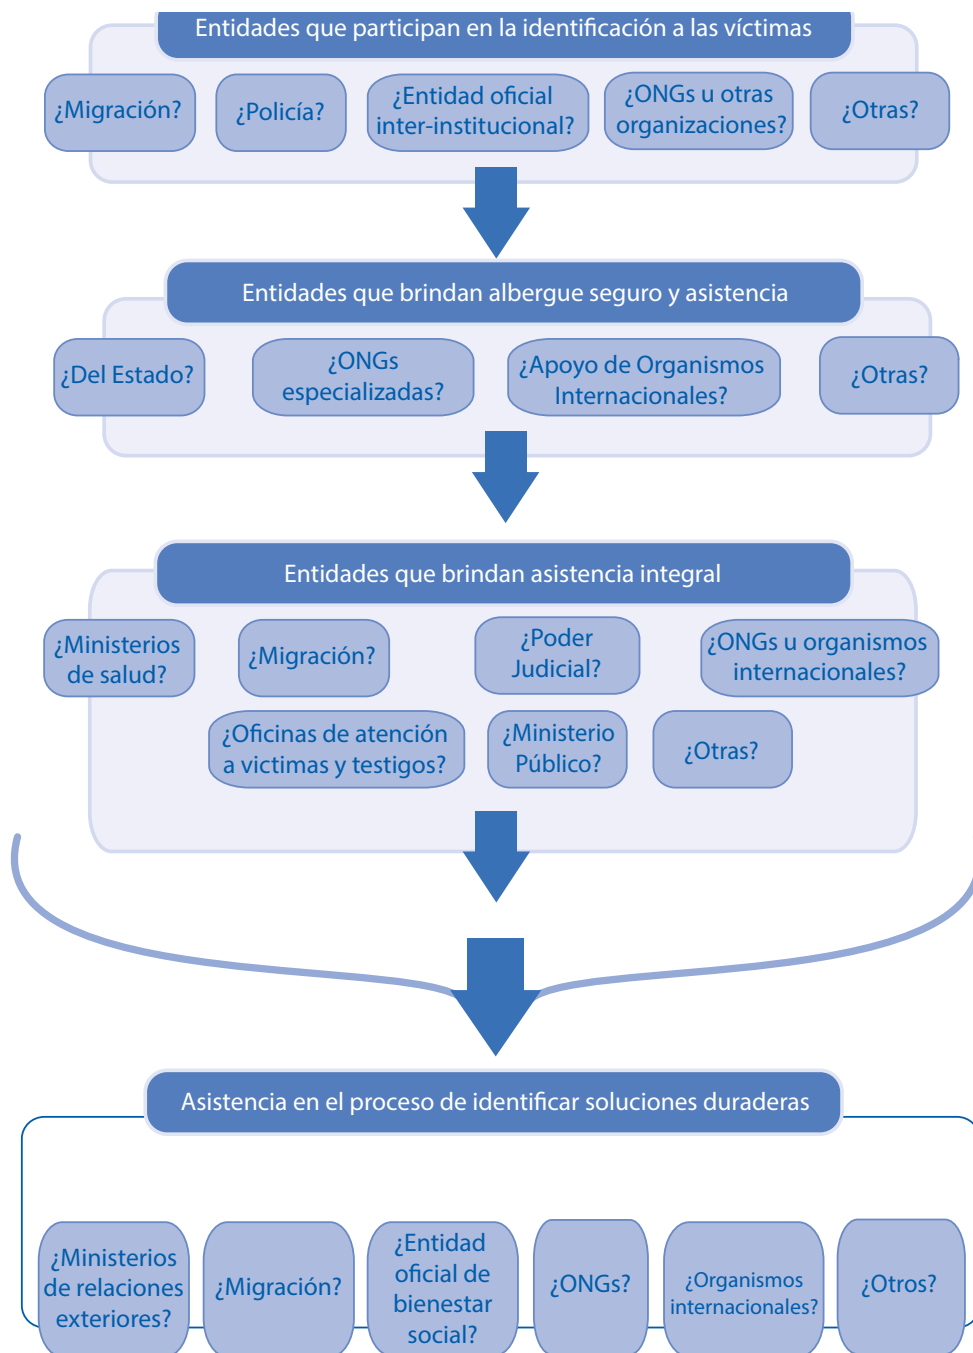 Entidades que participan en la identificación a las víctimas
¿Migración?
¿Policía?
¿Entidad oficial
inter-institucional?
¿ONGs u otras
organizaciones?
¿Otras?
Entidades que brindan albergue seguro y asistencia
¿Del Estado?
¿ONGs
especializadas?
¿Apoyo de Organismos
Internacionales?
¿Otras?
Entidades que brindan asistencia integral
¿Ministerios
de salud?
¿Migración?
¿Poder
Judicial?
¿ONGs u organismos
internacionales?
¿Oficinas de atención
a victimas y testigos?
¿Ministerio
Público?
¿Otras?
Asistencia en el proceso de identificar soluciones duraderas
¿Ministerios
de relaciones
exteriores?
¿Migración?
¿Entidad
oficial de
bienestar
social?
¿ONGs?
¿Organismos
internacionales?
¿Otros?